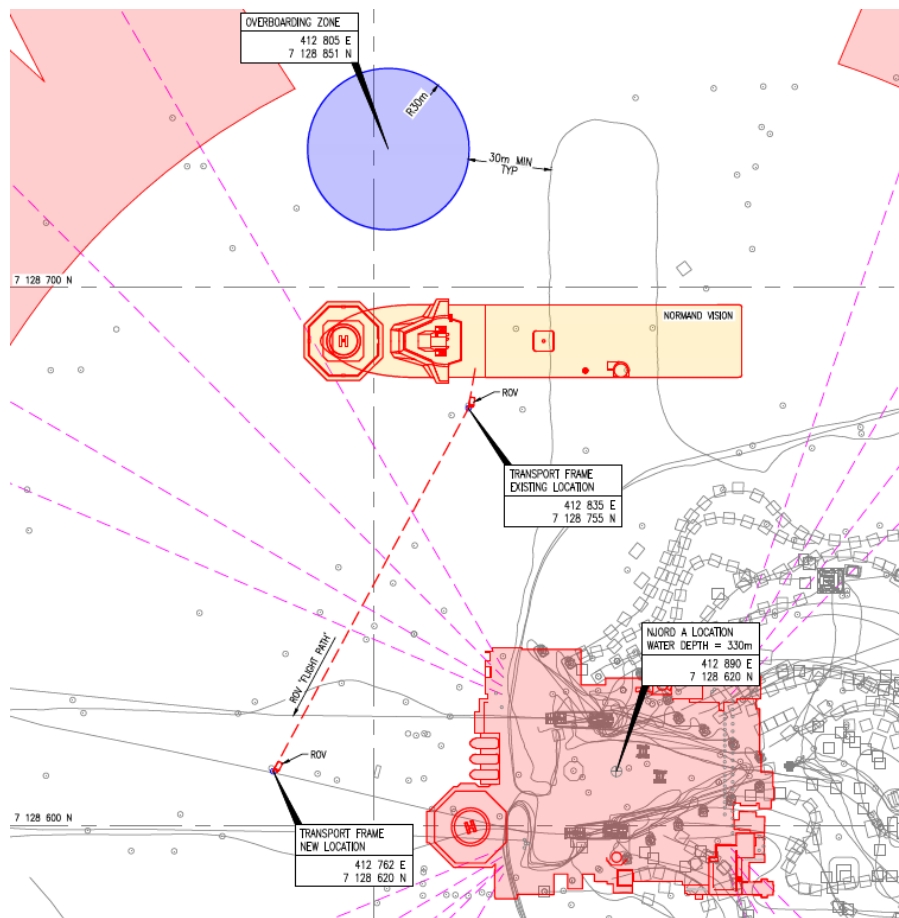 OVERBOARDING ZONE
412 805 E
7 128 851 N
R30m
30m MIN
TYP
7 128 700 N
NORMAND VISION
H
ROV
TRANSPORT FRAME
EXISTING LOCATION
412 835 E
7 128 755 N
NJORD A LOCATION
WATER DEPTH = 330m
412 890 E
7 128 620 N
ROV 'FLIGHT PATH'
ROV
7 128 600 N
H
TRANSPORT FRAME
NEW LOCATION
412 762 E
7 128 620 N